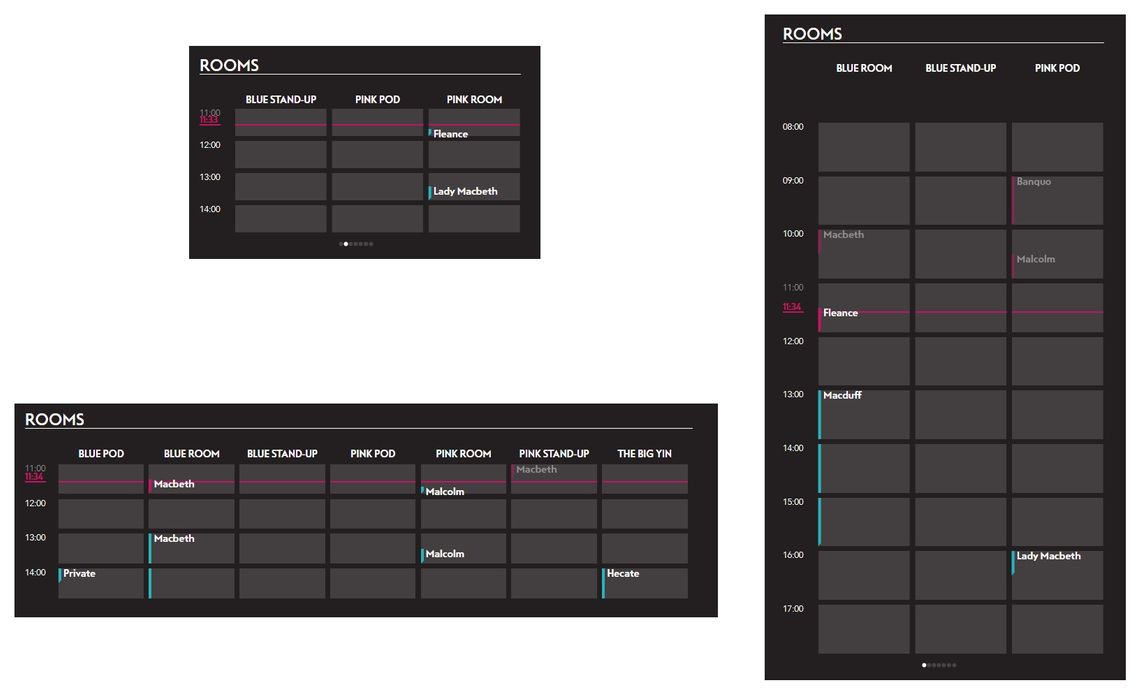 ROOMS
BLUE STAND-UP PINK POD PINK ROOM
11:00
11:33
Fleance
12:00
13:00
Lady Macbeth
14:00
ROOMS
BLUE POD BLUE ROOM BLUE STAND-UP PINK POD PINK ROOM PINK STAND-UP THE BIG YIN
11:00 Macbeth
11:34 Macbeth
Malcolm
12:00
13:00 Macbeth
Malcolm
14:00 Private Hecate
ROOMS
BLUE ROOM BLUE STAND-UP PINK POD
08:00
09:00 Banquo
10:00 Macbeth
Malcolm
11:00
11:34
Fleance
12:00
13:00 Macduff
14:00
15:00
16:00 Lady Macbeth
17:00